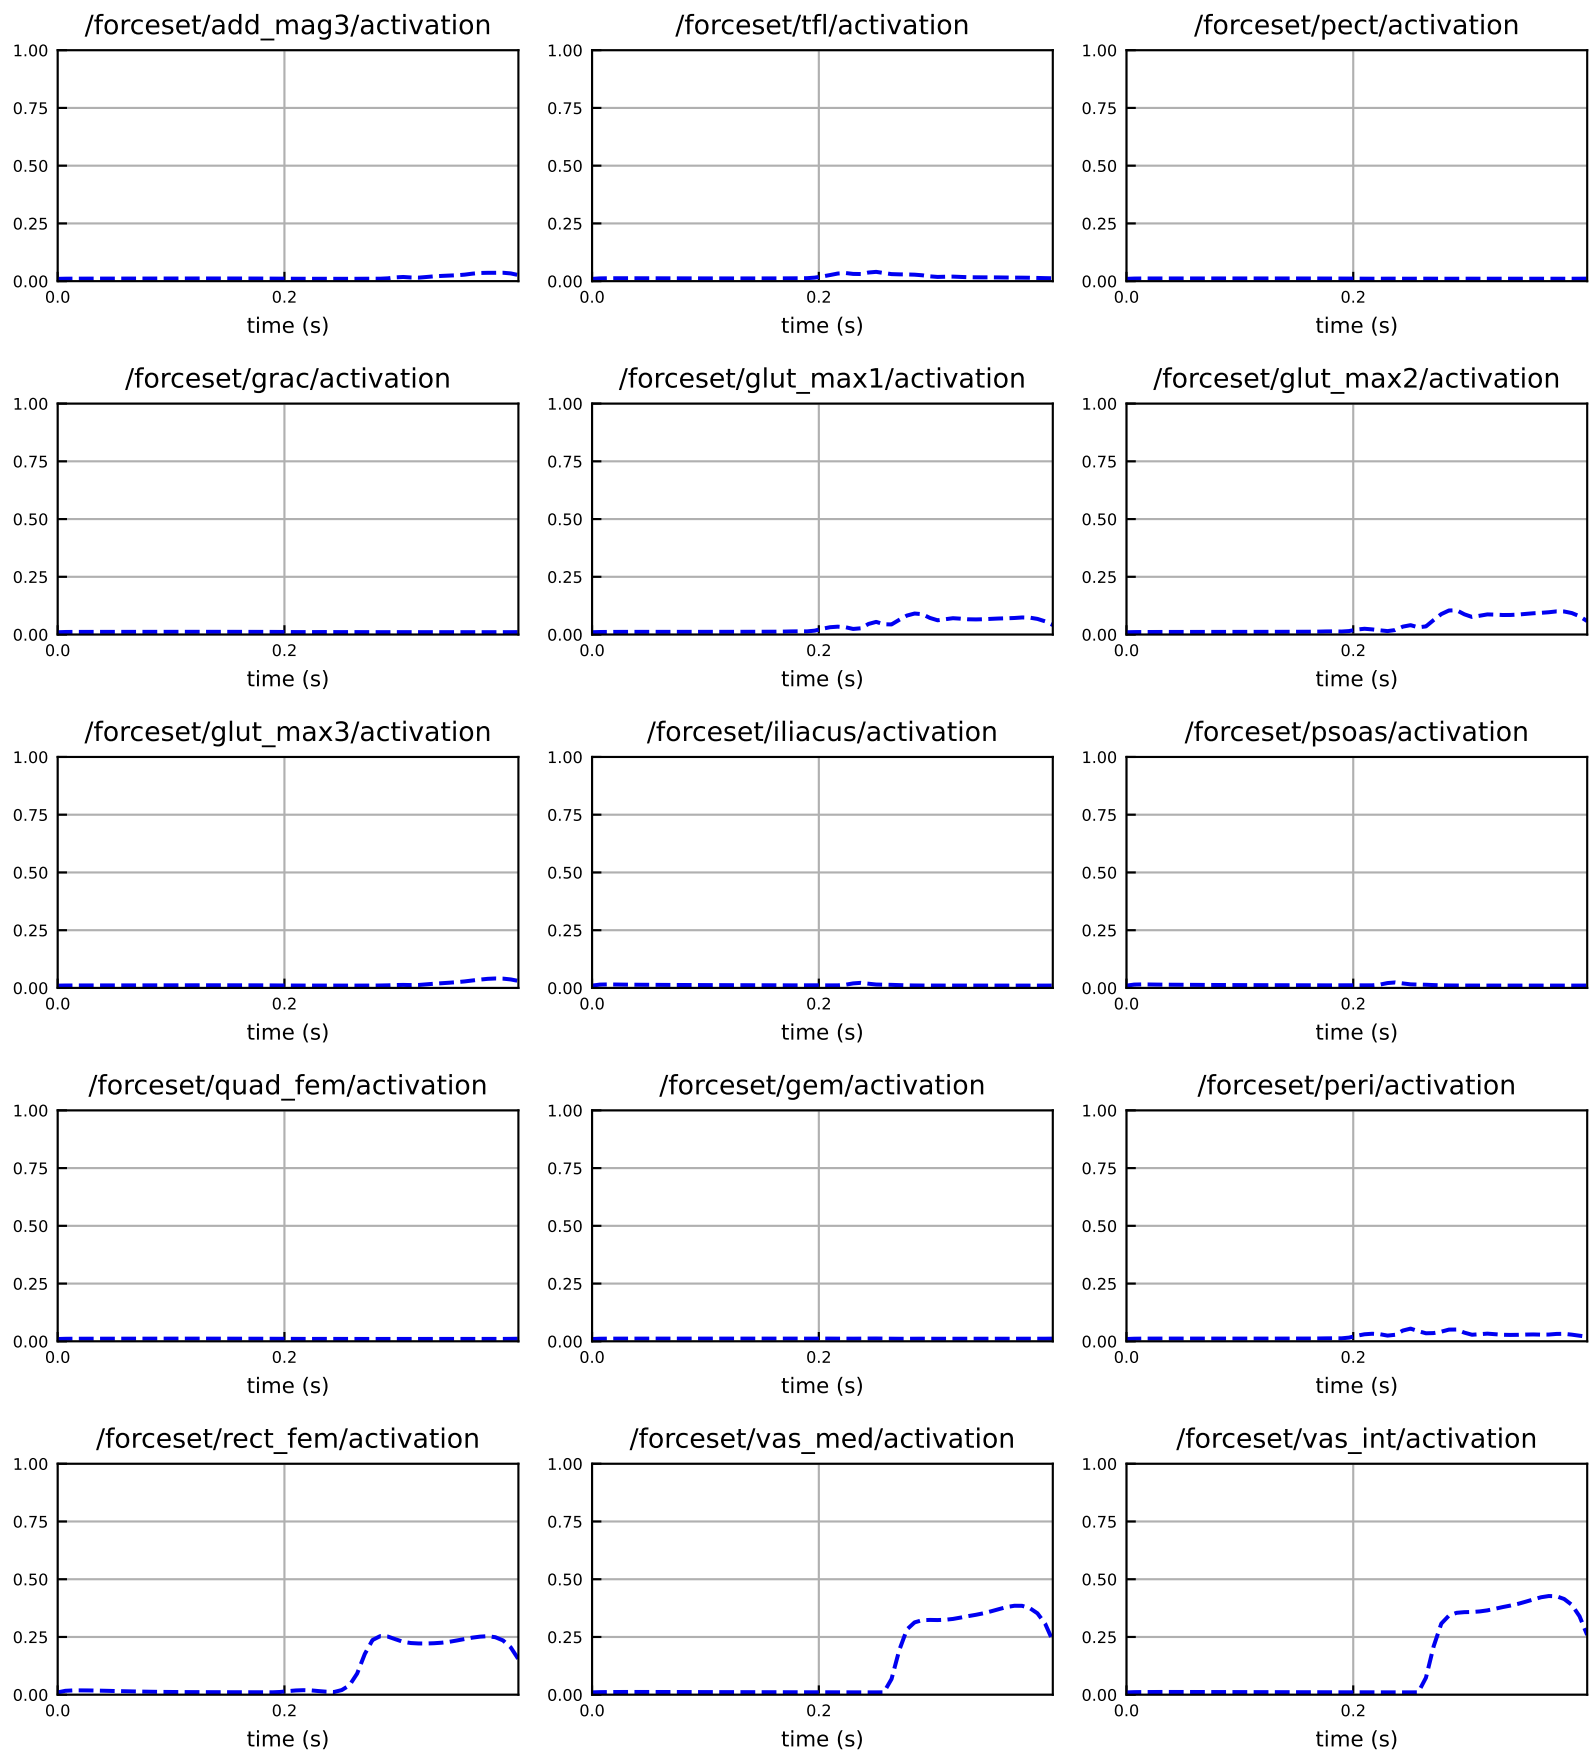 /forceset/add_mag3/activation /forceset/tfl/activation /forceset/pect/activation
1.00 1.00 1.00
0.75 0.75 0.75
0.50 0.50 0.50
0.25 0.25 0.25
0.00 0.00 0.00
0.0 0.2 0.0 0.2 0.0 0.2
time (s) time (s) time (s)
/forceset/grac/activation /forceset/glut_max1/activation /forceset/glut_max2/activation
1.00 1.00 1.00
0.75 0.75 0.75
0.50 0.50 0.50
0.25 0.25 0.25
0.00 0.00 0.00
0.0 0.2 0.0 0.2 0.0 0.2
time (s) time (s) time (s)
/forceset/glut_max3/activation /forceset/iliacus/activation /forceset/psoas/activation
1.00 1.00 1.00
0.75 0.75 0.75
0.50 0.50 0.50
0.25 0.25 0.25
0.00 0.00 0.00
0.0 0.2 0.0 0.2 0.0 0.2
time (s) time (s) time (s)
/forceset/quad_fem/activation /forceset/gem/activation /forceset/peri/activation
1.00 1.00 1.00
0.75 0.75 0.75
0.50 0.50 0.50
0.25 0.25 0.25
0.00 0.00 0.00
0.0 0.2 0.0 0.2 0.0 0.2
time (s) time (s) time (s)
/forceset/rect_fem/activation /forceset/vas_med/activation /forceset/vas_int/activation
1.00 1.00 1.00
0.75 0.75 0.75
0.50 0.50 0.50
0.25 0.25 0.25
0.00 0.00 0.00
0.0 0.2 0.0 0.2 0.0 0.2
time (s) time (s) time (s)